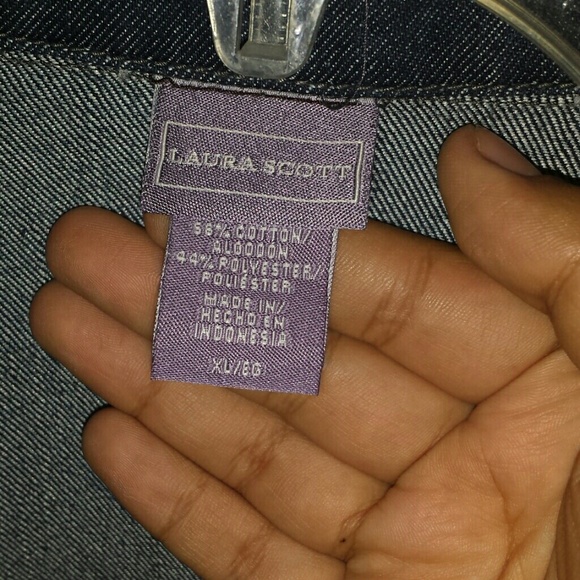 LAURA SCOTT
56% COTTON/
ALGODON
44% POLYESTER/
POLIESTER
MADE IN/
HECHO EN
INDONESIA
XL/EG